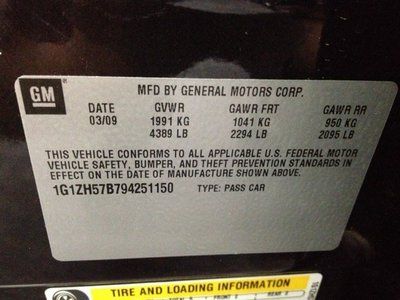 GM
MFD BY GENERAL MOTORS CORP.
DATE GVWR GAWR FRT GAWR RR
03/09 1991 KG 1041 KG 950 KG
4389 LB 2294 LB 2095 LB
THIS VEHICLE CONFORMS TO ALL APPLICABLE U.S. FEDERAL MOTOR
VEHICLE SAFETY, BUMPER, AND THEFT PREVENTION STANDARDS IN
EFFECT ON THE DATE OF MANUFACTURE SHOWN ABOVE.
1G1ZH57B794251150 TYPE: PASS CAR
TIRE AND LOADING INFORMATION